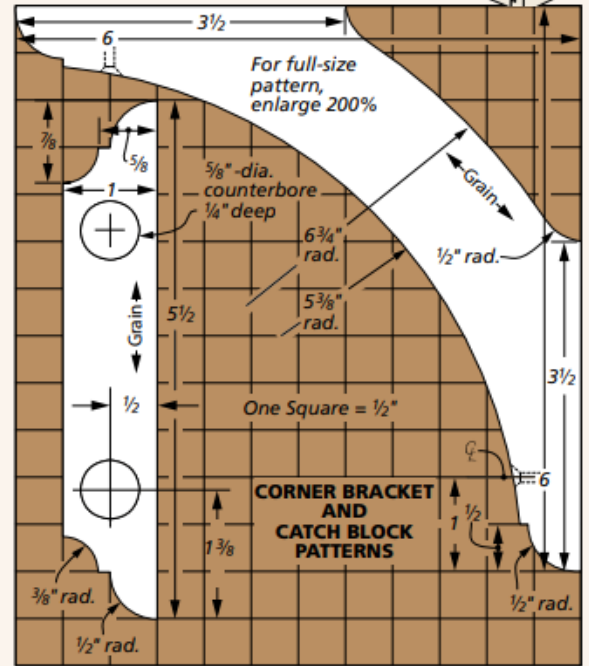 3½
6
For full-size
pattern,
enlarge 200%
⅞
⅝
1
⅝"-dia.
counterbore
¼" deep
Grain
6¾"
rad.
½" rad.
5⅜"
rad.
Grain
5½
3½
½
One Square = ½"
℄
6
CORNER BRACKET
AND
CATCH BLOCK
PATTERNS
1
½
1⅜
⅜" rad.
½" rad.
½" rad.